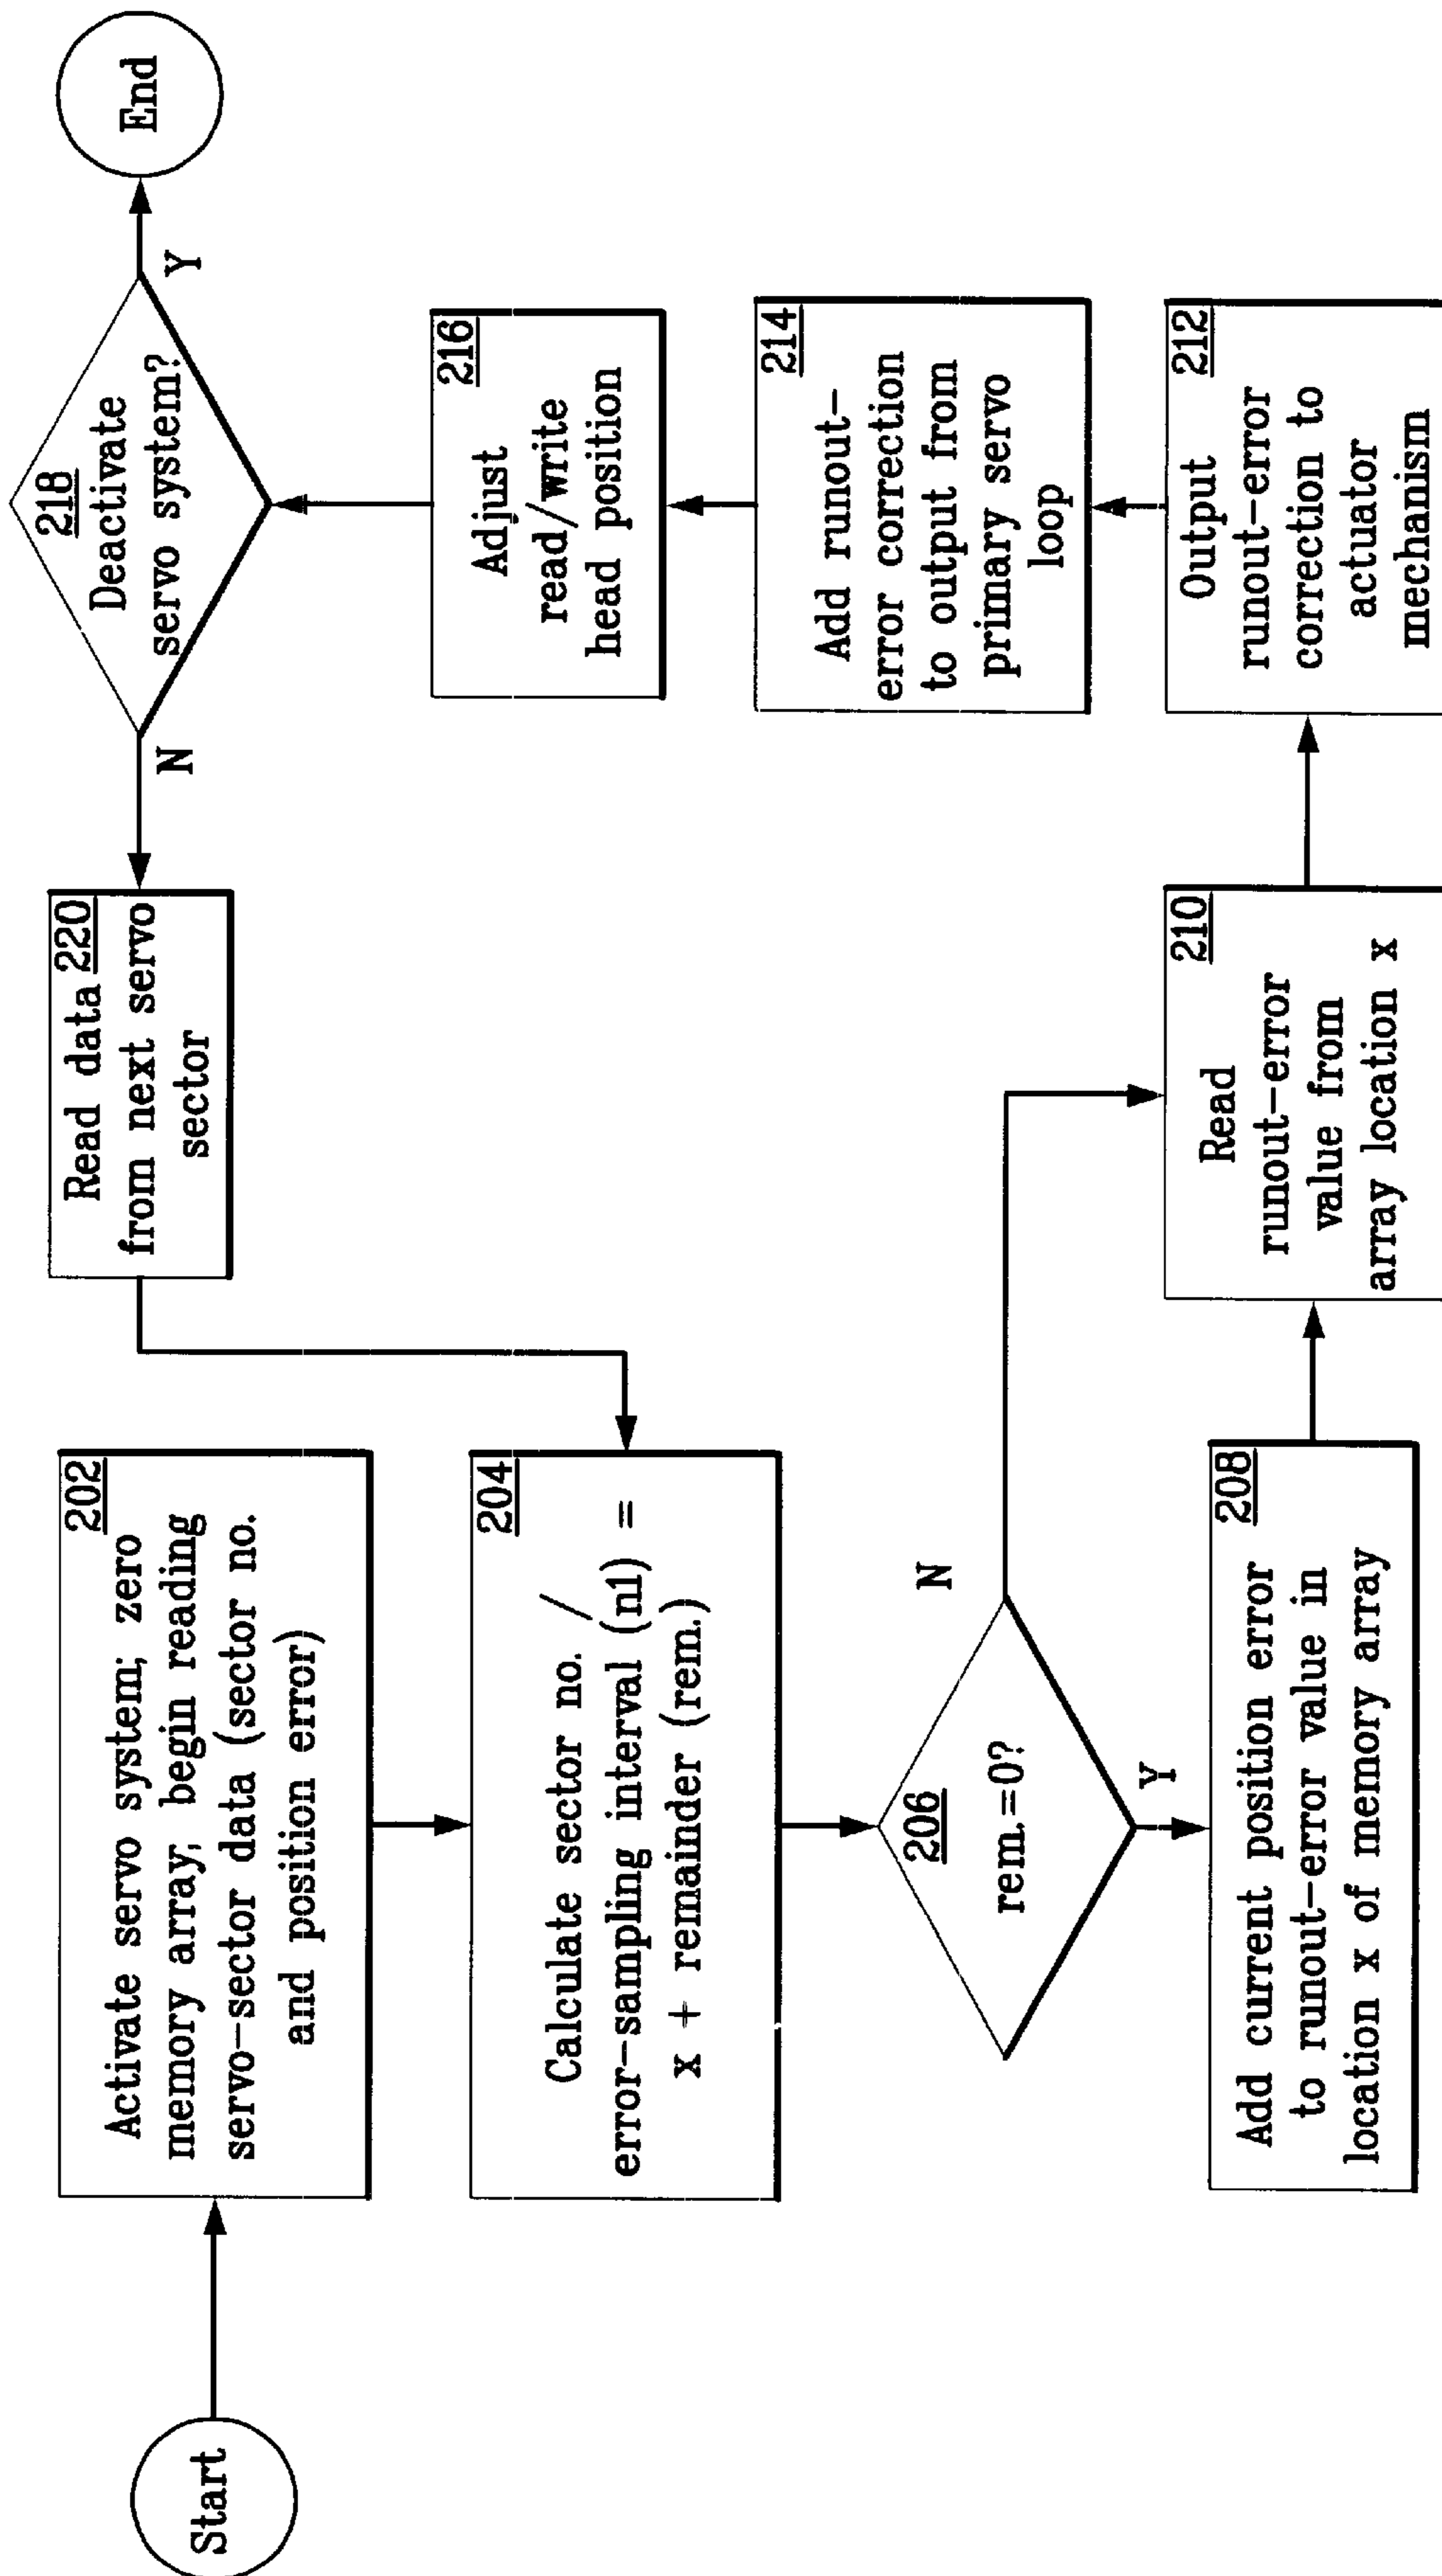 Start
202
Activate servo system; zero
memory array; begin reading
servo-sector data (sector no.
and position error)
204
Calculate sector no. /
error-sampling interval (n1) =
x + remainder (rem.)
206
rem.=0?
N
Y
208
Add current position error
to runout-error value in
location x of memory array
210
Read
runout-error
value from
array location x
212
Output
runout-error
correction to
actuator
mechanism
214
Add runout-
error correction
to output from
primary servo
loop
216
Adjust
read/write
head position
218
Deactivate
servo system?
N
Y
Read data 220
from next servo
sector
End